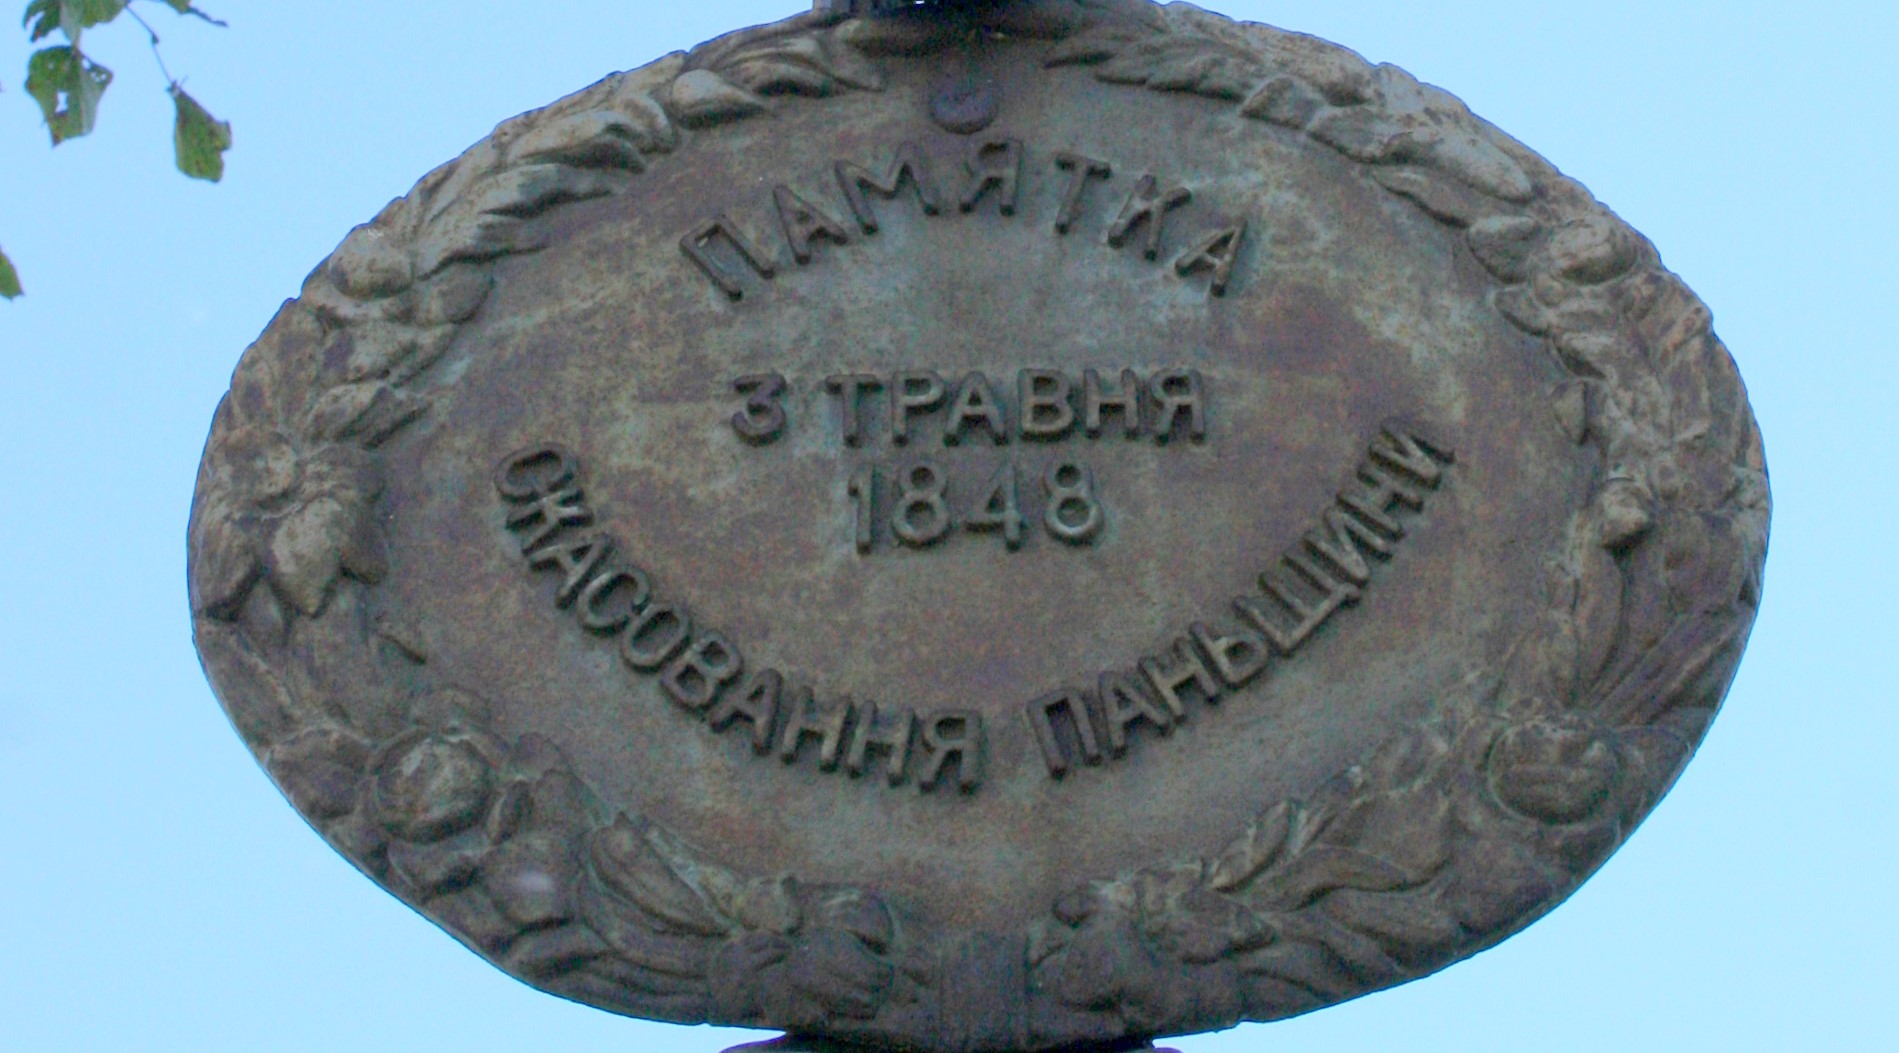 ПАМЯТКА
3 ТРАВНЯ
1848
СКАСОВАННЯ ПАНЬЩИНИ